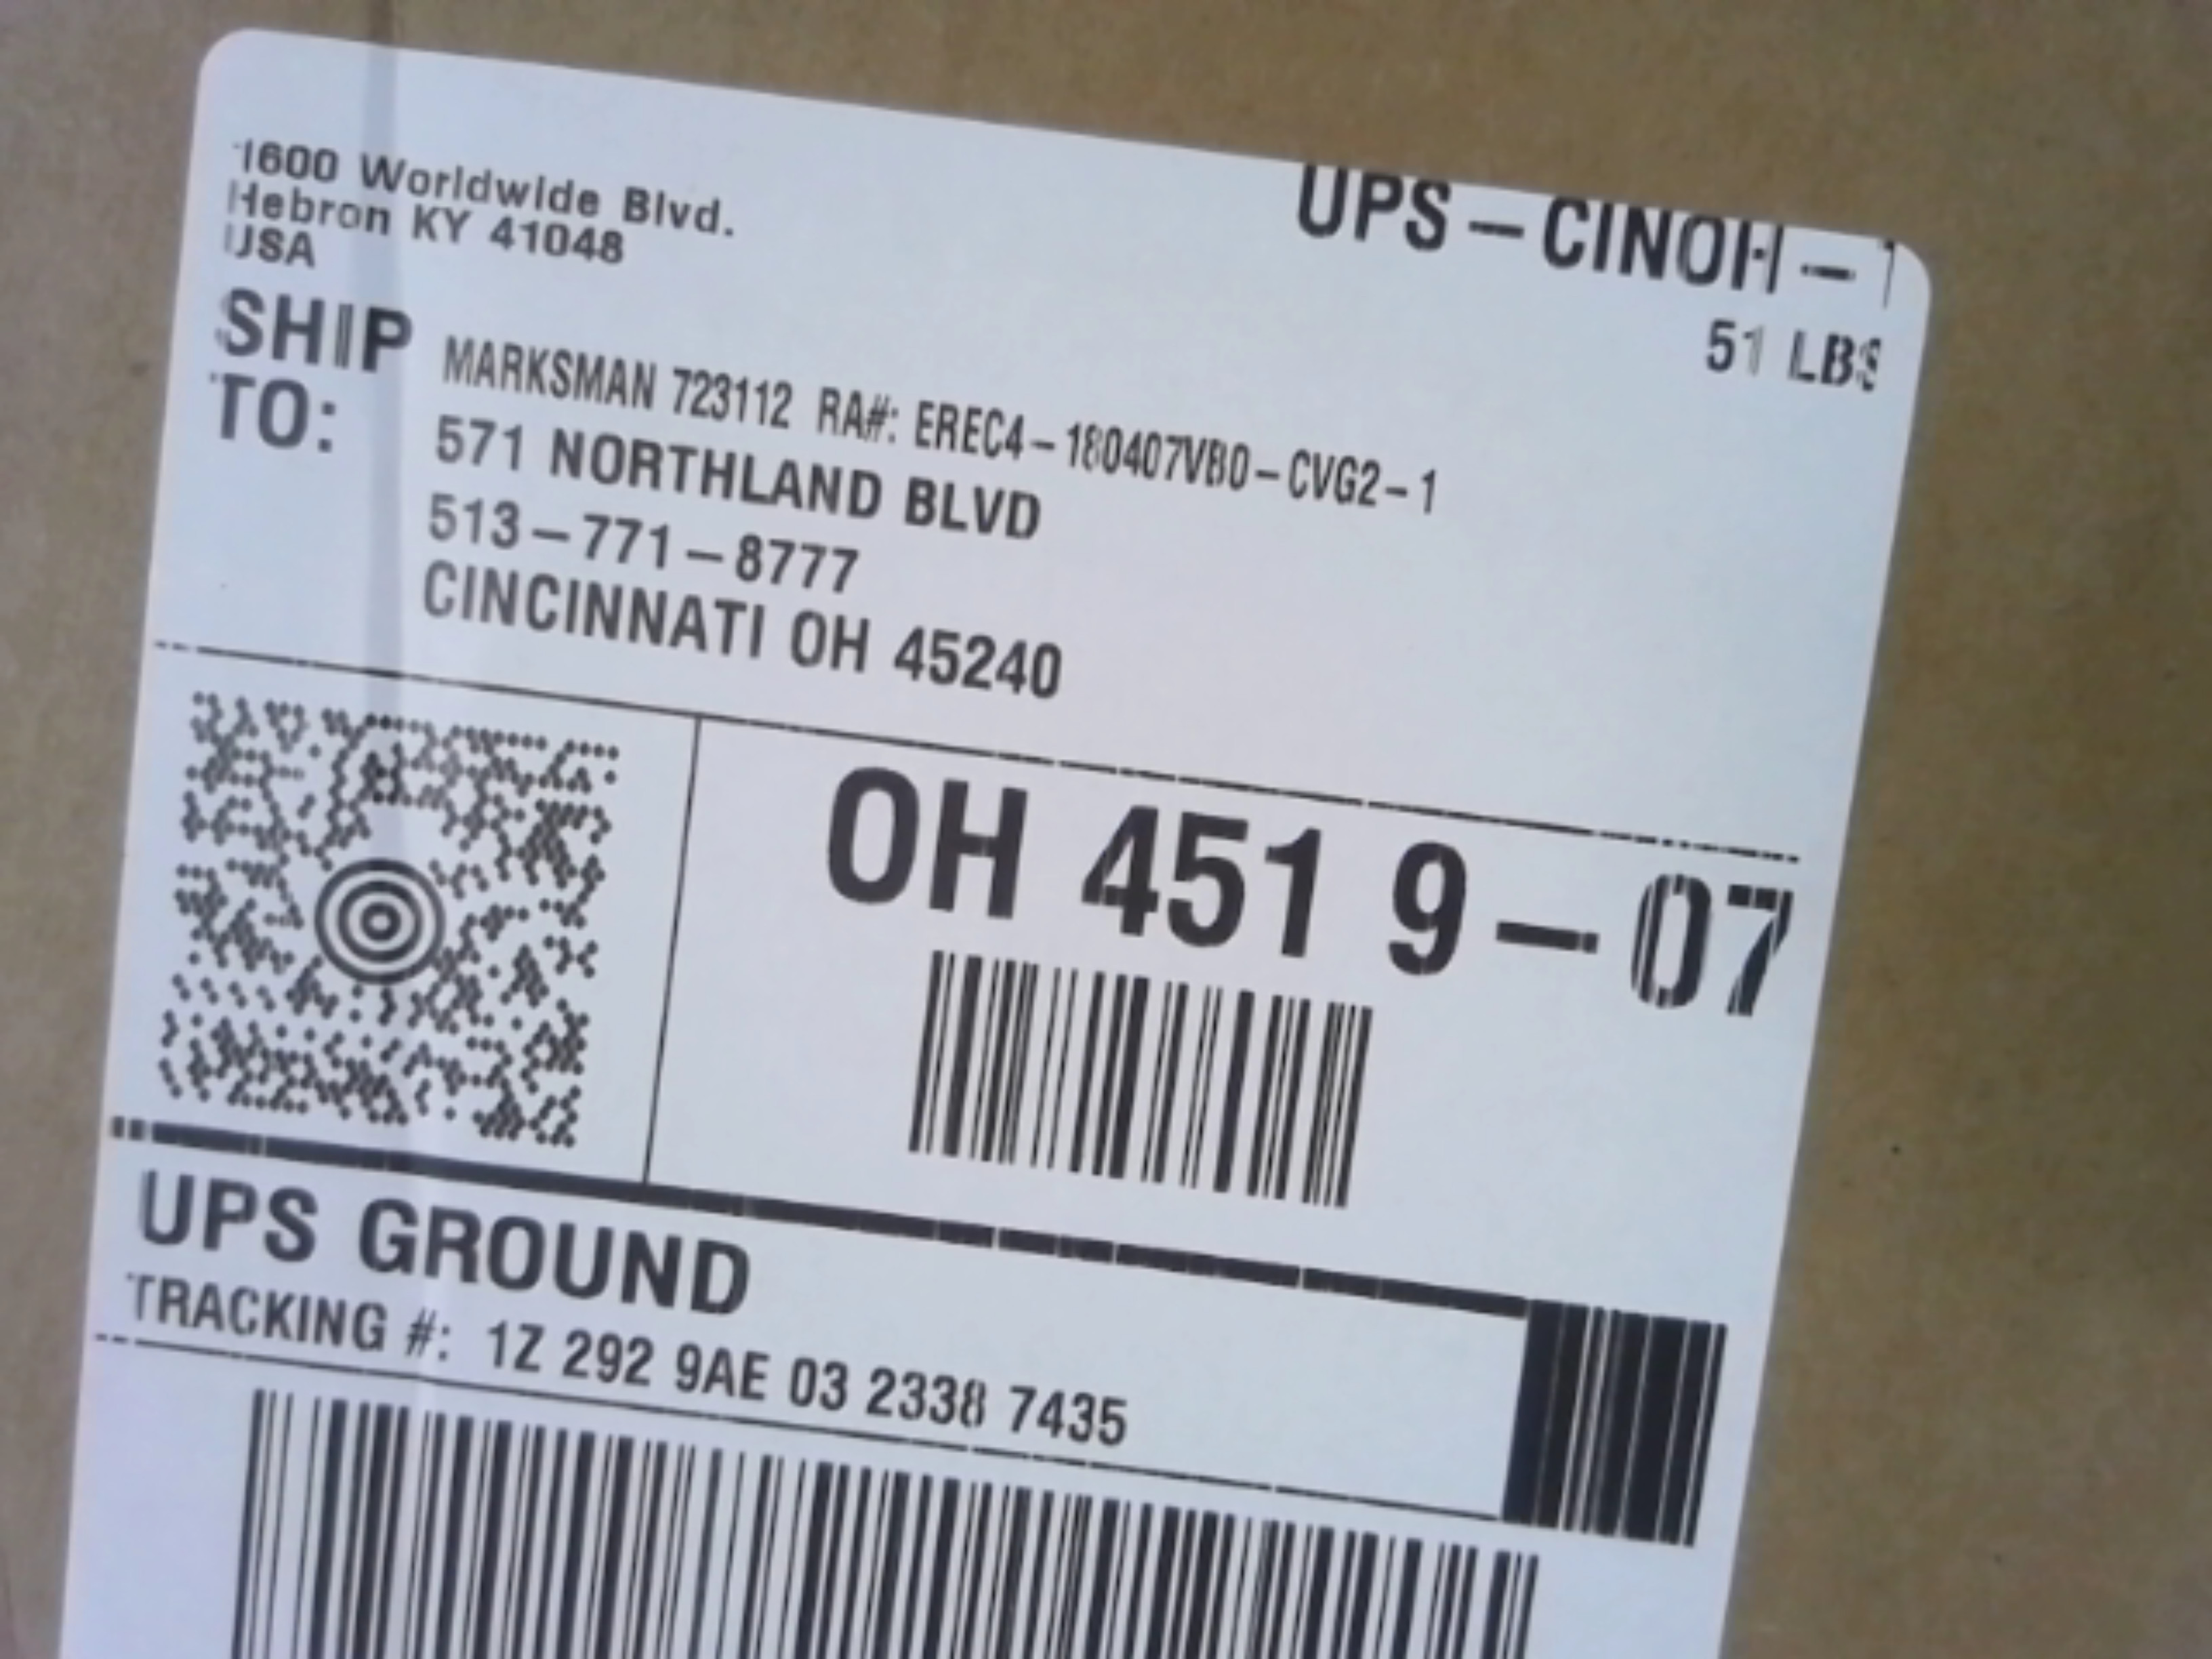 1600 Worldwide Blvd.
Hebron KY 41048
USA
UPS - CINOH - 1
51 LBS
SHIP TO:
MARKSMAN 723112 RA#: EREC4 - 180407VB0 - CVG2 - 1
571 NORTHLAND BLVD
513 - 771 - 8777
CINCINNATI OH 45240
OH 451 9 - 07
UPS GROUND
TRACKING #: 1Z 292 9AE 03 2338 7435